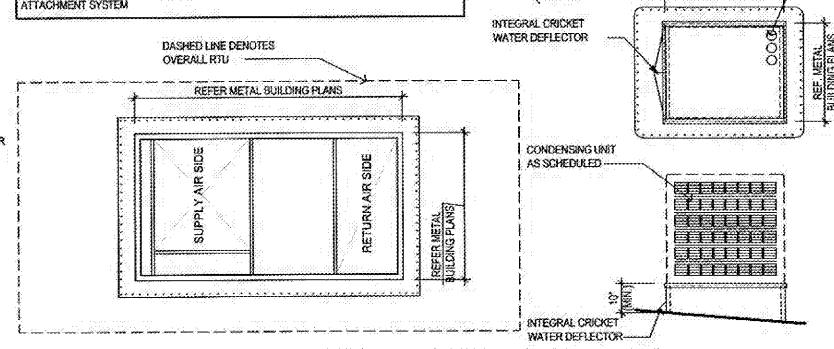 ATTACHMENT SYSTEM
DASHED LINE DENOTES
OVERALL RTU
REFER METAL BUILDING PLANS
SUPPLY AIR SIDE
RETURN AIR SIDE
REFER METAL
BUILDING PLANS
INTEGRAL CRICKET
WATER DEFLECTOR
REF. METAL
BUILDING PLANS
CONDENSING UNIT
AS SCHEDULED
10"
(MIN.)
INTEGRAL CRICKET
WATER DEFLECTOR